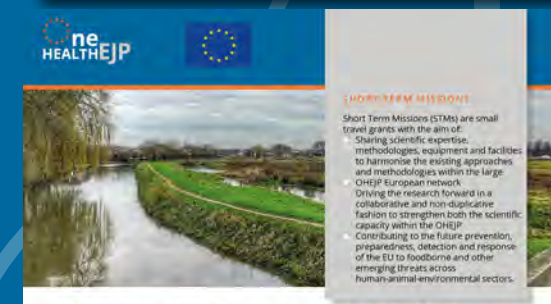 One
HEALTHEJP
SHORT TERM MISSIONS
Short Term Missions (STMs) are small
travel grants with the aim of:
Sharing scientific expertise,
methodologies, equipment and facilities
to harmonise the existing approaches
and methodologies within the large
OHEJP European network
Driving the research forward in a
collaborative and non-duplicative
fashion to strengthen both the scientific
capacity within the OHEJP
Contributing to the future prevention,
preparedness, detection and response
of the EU to foodborne and other
emerging threats across
human-animal-environmental sectors.